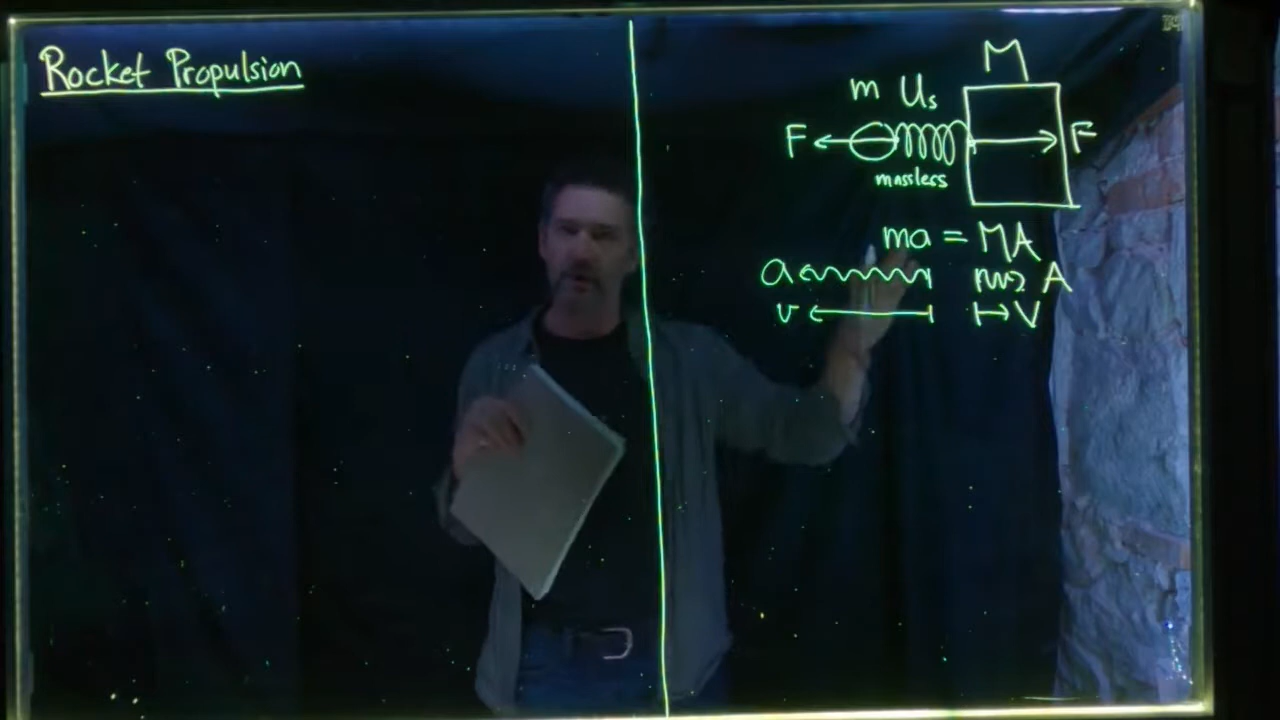 Rocket Propulsion
M
m Us
F F
massless
ma = MA
a A
v V